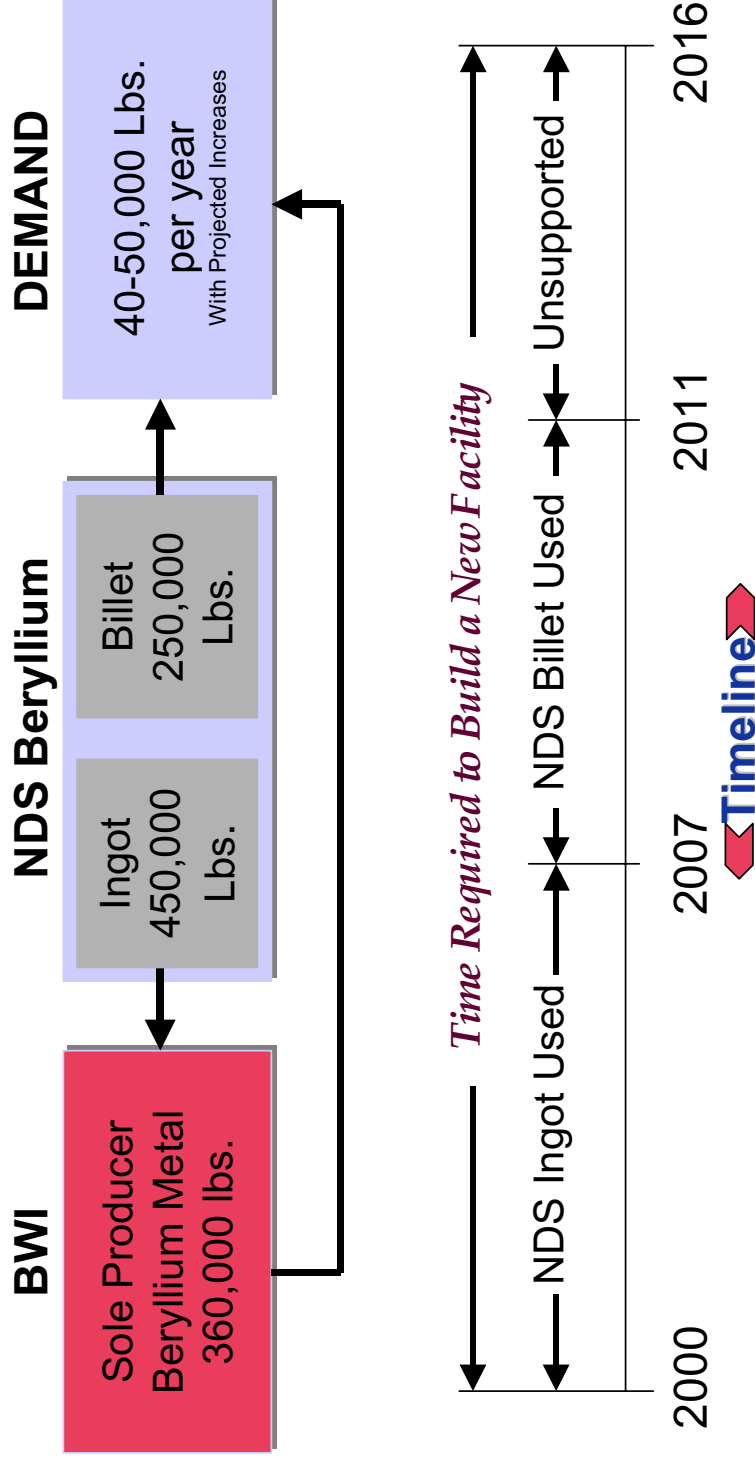 BWI
NDS Beryllium
DEMAND
Sole Producer
Beryllium Metal
360,000 lbs.
Ingot
450,000
Lbs.
Billet
250,000
Lbs.
40-50,000 Lbs.
per year
With Projected Increases
Time Required to Build a New Facility
NDS Ingot Used
NDS Billet Used
Unsupported
2000
2007
2011
2016
Timeline